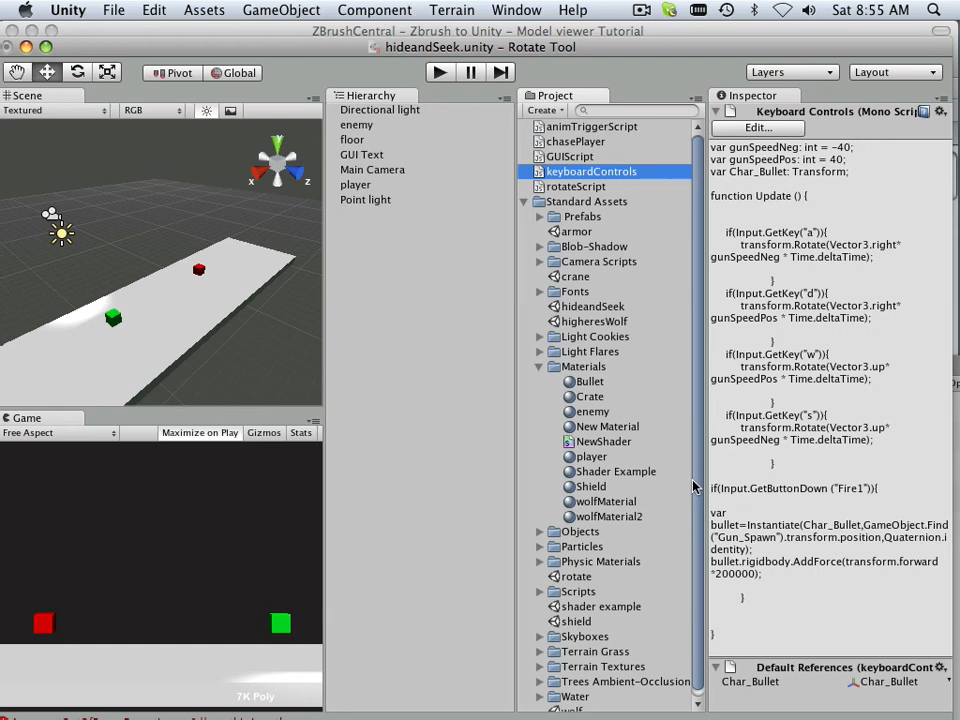 Unity File Edit Assets GameObject Component Terrain Window Help Sat 8:55 AM
ZBrushCentral - Zbrush to Unity - Model viewer Tutorial
hideandSeek.unity - Rotate Tool
Pivot Global Layers Layout
Scene
Textured RGB
y
x z
Game
Free Aspect Maximize on Play Gizmos Stats
7K Poly
Hierarchy
Directional light
enemy
floor
GUI Text
Main Camera
player
Point light
Project
Create
animTriggerScript
chasePlayer
GUIScript
keyboardControls
rotateScript
Standard Assets
Prefabs
armor
Blob-Shadow
Camera Scripts
crane
Fonts
hideandSeek
higheresWolf
Light Cookies
Light Flares
Materials
Bullet
Crate
enemy
New Material
NewShader
player
Shader Example
Shield
wolfMaterial
wolfMaterial2
Objects
Particles
Physic Materials
rotate
Scripts
shader example
shield
Skyboxes
Terrain Grass
Terrain Textures
Trees Ambient-Occlusion
Water
Inspector
Keyboard Controls (Mono Scrip
Edit...
var gunSpeedNeg: int = -40;
var gunSpeedPos: int = 40;
var Char_Bullet: Transform;
function Update () {
if(Input.GetKey("a")){
transform.Rotate(Vector3.right*
gunSpeedNeg * Time.deltaTime);
}
if(Input.GetKey("d")){
transform.Rotate(Vector3.right*
gunSpeedPos * Time.deltaTime);
}
if(Input.GetKey("w")){
transform.Rotate(Vector3.up*
gunSpeedPos * Time.deltaTime);
}
if(Input.GetKey("s")){
transform.Rotate(Vector3.up*
gunSpeedNeg * Time.deltaTime);
}
if(Input.GetButtonDown ("Fire1")){
var
bullet=Instantiate(Char_Bullet,GameObject.Find
("Gun_Spawn").transform.position,Quaternion.i
dentity);
bullet.rigidbody.AddForce(transform.forward
*200000);
}
}
Default References (keyboardCont
Char_Bullet Char_Bullet